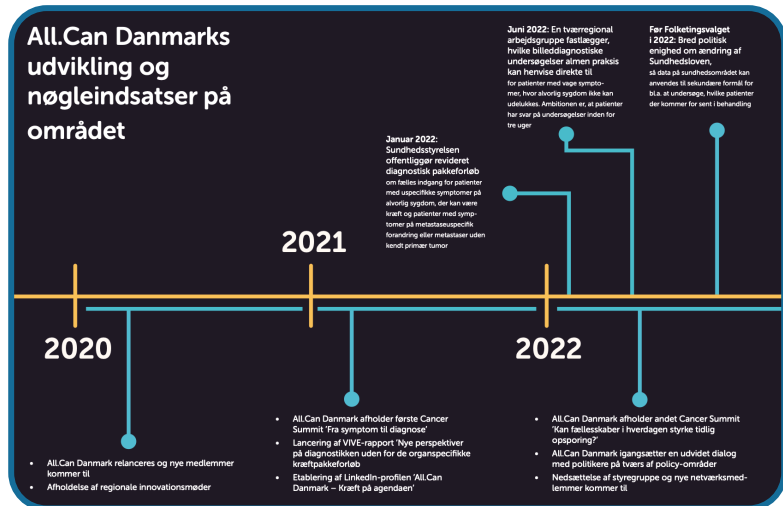 All.Can Danmarks
udvikling og
nøgleindsatser på
området
Juni 2022: En tværregional
arbejdsgruppe fastlægger,
hvilke billeddiagnostiske
undersøgelser almen praksis
kan henvise direkte til
for patienter med vage sympto-
mer, hvor alvorlig sygdom ikke kan
udelukkes. Ambitionen er, at patienter
har svar på undersøgelser inden for
tre uger
Før Folketingsvalget
i 2022: Bred politisk
enighed om ændring af
Sundhedsloven,
så data på sundhedsområdet kan
anvendes til sekundære formål for
bl.a. at undersøge, hvilke patienter
der kommer for sent i behandling
Januar 2022:
Sundhedsstyrelsen
offentliggør revideret
diagnostisk pakkeforløb
om fælles indgang for patienter
med uspecifikke symptomer på
alvorlig sygdom, der kan være
kræft og patienter med symp-
tomer på metastaseuspecifik
forandring eller metastaser uden
kendt primær tumor
2021
2020
2022
• All.Can Danmark relanceres og nye medlemmer
kommer til
• Afholdelse af regionale innovationsmøder
• All.Can Danmark afholder første Cancer
Summit 'Fra symptom til diagnose'
• Lancering af VIVE-rapport 'Nye perspektiver
på diagnostikken uden for de organspecifikke
kræftpakkeforløb
• Etablering af LinkedIn-profilen 'All.Can
Danmark – Kræft på agendaen'
• All.Can Danmark afholder andet Cancer Summit
'Kan fællesskaber i hverdagen styrke tidlig
opsporing?'
• All.Can Danmark igangsætter en udvidet dialog
med politikere på tværs af policy-områder
• Nedsættelse af styregruppe og nye netværksmed-
lemmer kommer til